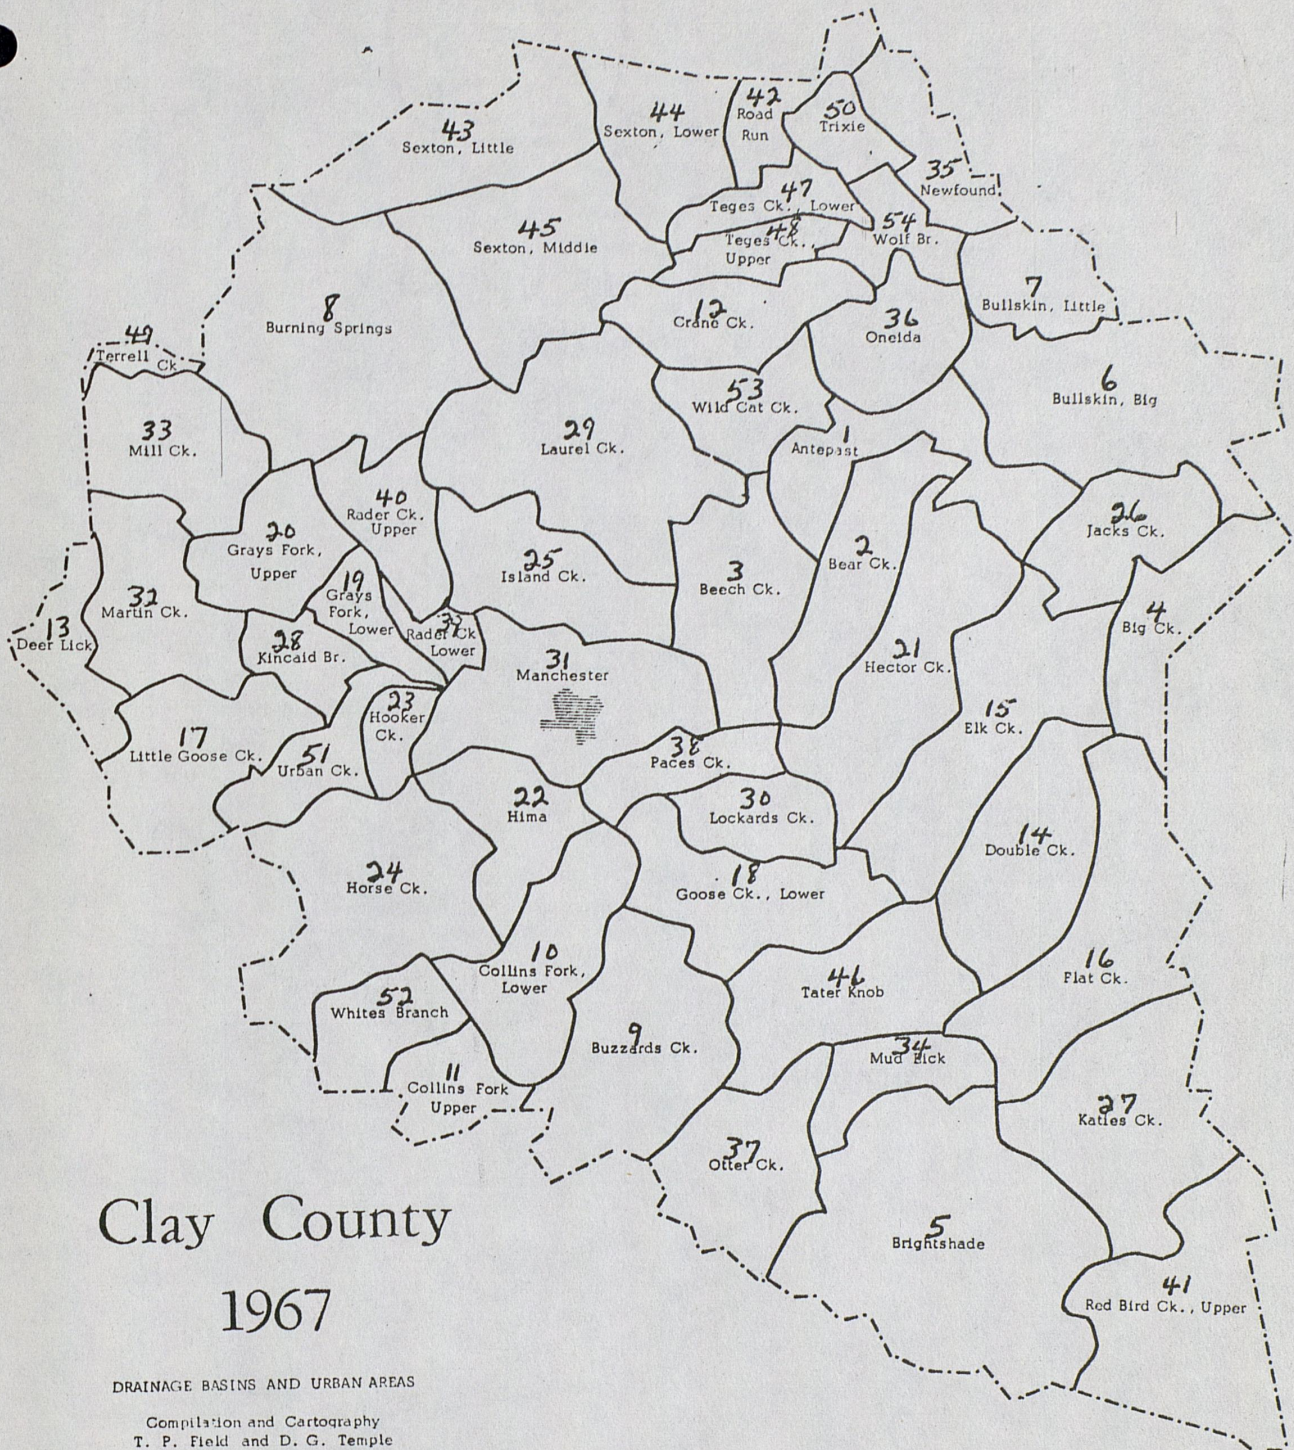 43
Sexton, Little
44
Sexton, Lower
42
Road
Run
50
Trixie
35
Newfound
47
Teges Ck., Lower
48
Teges Ck.,
Upper
54
Wolf Br.
45
Sexton, Middle
7
Bullskin, Little
8
Burning Springs
12
Crane Ck.
36
Oneida
49
Terrell
Ck
6
Bullskin, Big
53
Wild Cat Ck.
33
Mill Ck.
29
Laurel Ck.
1
Antepast
40
Rader Ck.
Upper
20
Grays Fork,
Upper
26
Jacks Ck.
2
Bear Ck.
25
Island Ck.
3
Beech Ck.
19
Grays
Fork,
Lower
32
Martin Ck.
4
Big Ck.
13
Deer Lick
28
Kincaid Br.
39
Rader Ck
Lower
21
Hector Ck.
31
Manchester
23
Hooker
Ck.
15
Elk Ck.
17
Little Goose Ck.
51
Urban Ck.
38
Paces Ck.
22
Hima
30
Lockards Ck.
14
Double Ck.
24
Horse Ck.
18
Goose Ck., Lower
10
Collins Fork,
Lower
16
Flat Ck.
46
Tater Knob
52
Whites Branch
9
Buzzards Ck.
34
Mud Lick
11
Collins Fork
Upper
27
Katies Ck.
37
Otter Ck.
5
Brightshade
41
Red Bird Ck., Upper
Clay County
1967
DRAINAGE BASINS AND URBAN AREAS
Compilation and Cartography
T. P. Field and D. G. Temple